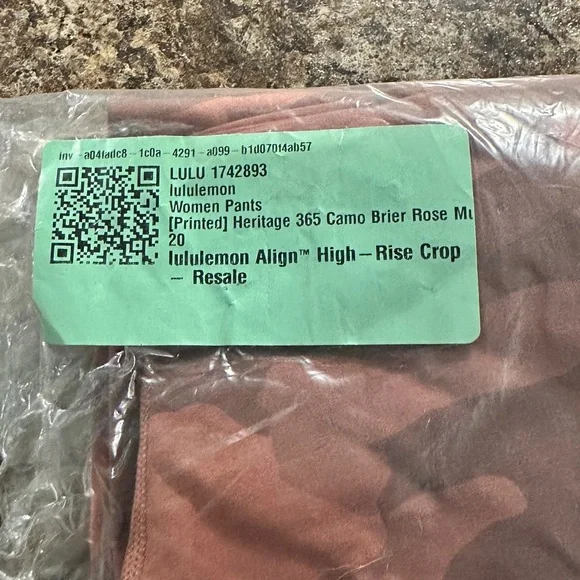 inv-a04fadc8-1c0a-4291-a099-b1d070f4ab57
LULU 1742893
lululemon
Women Pants
[Printed] Heritage 365 Camo Brier Rose Mu
20
lululemon Align™ High-Rise Crop
- Resale